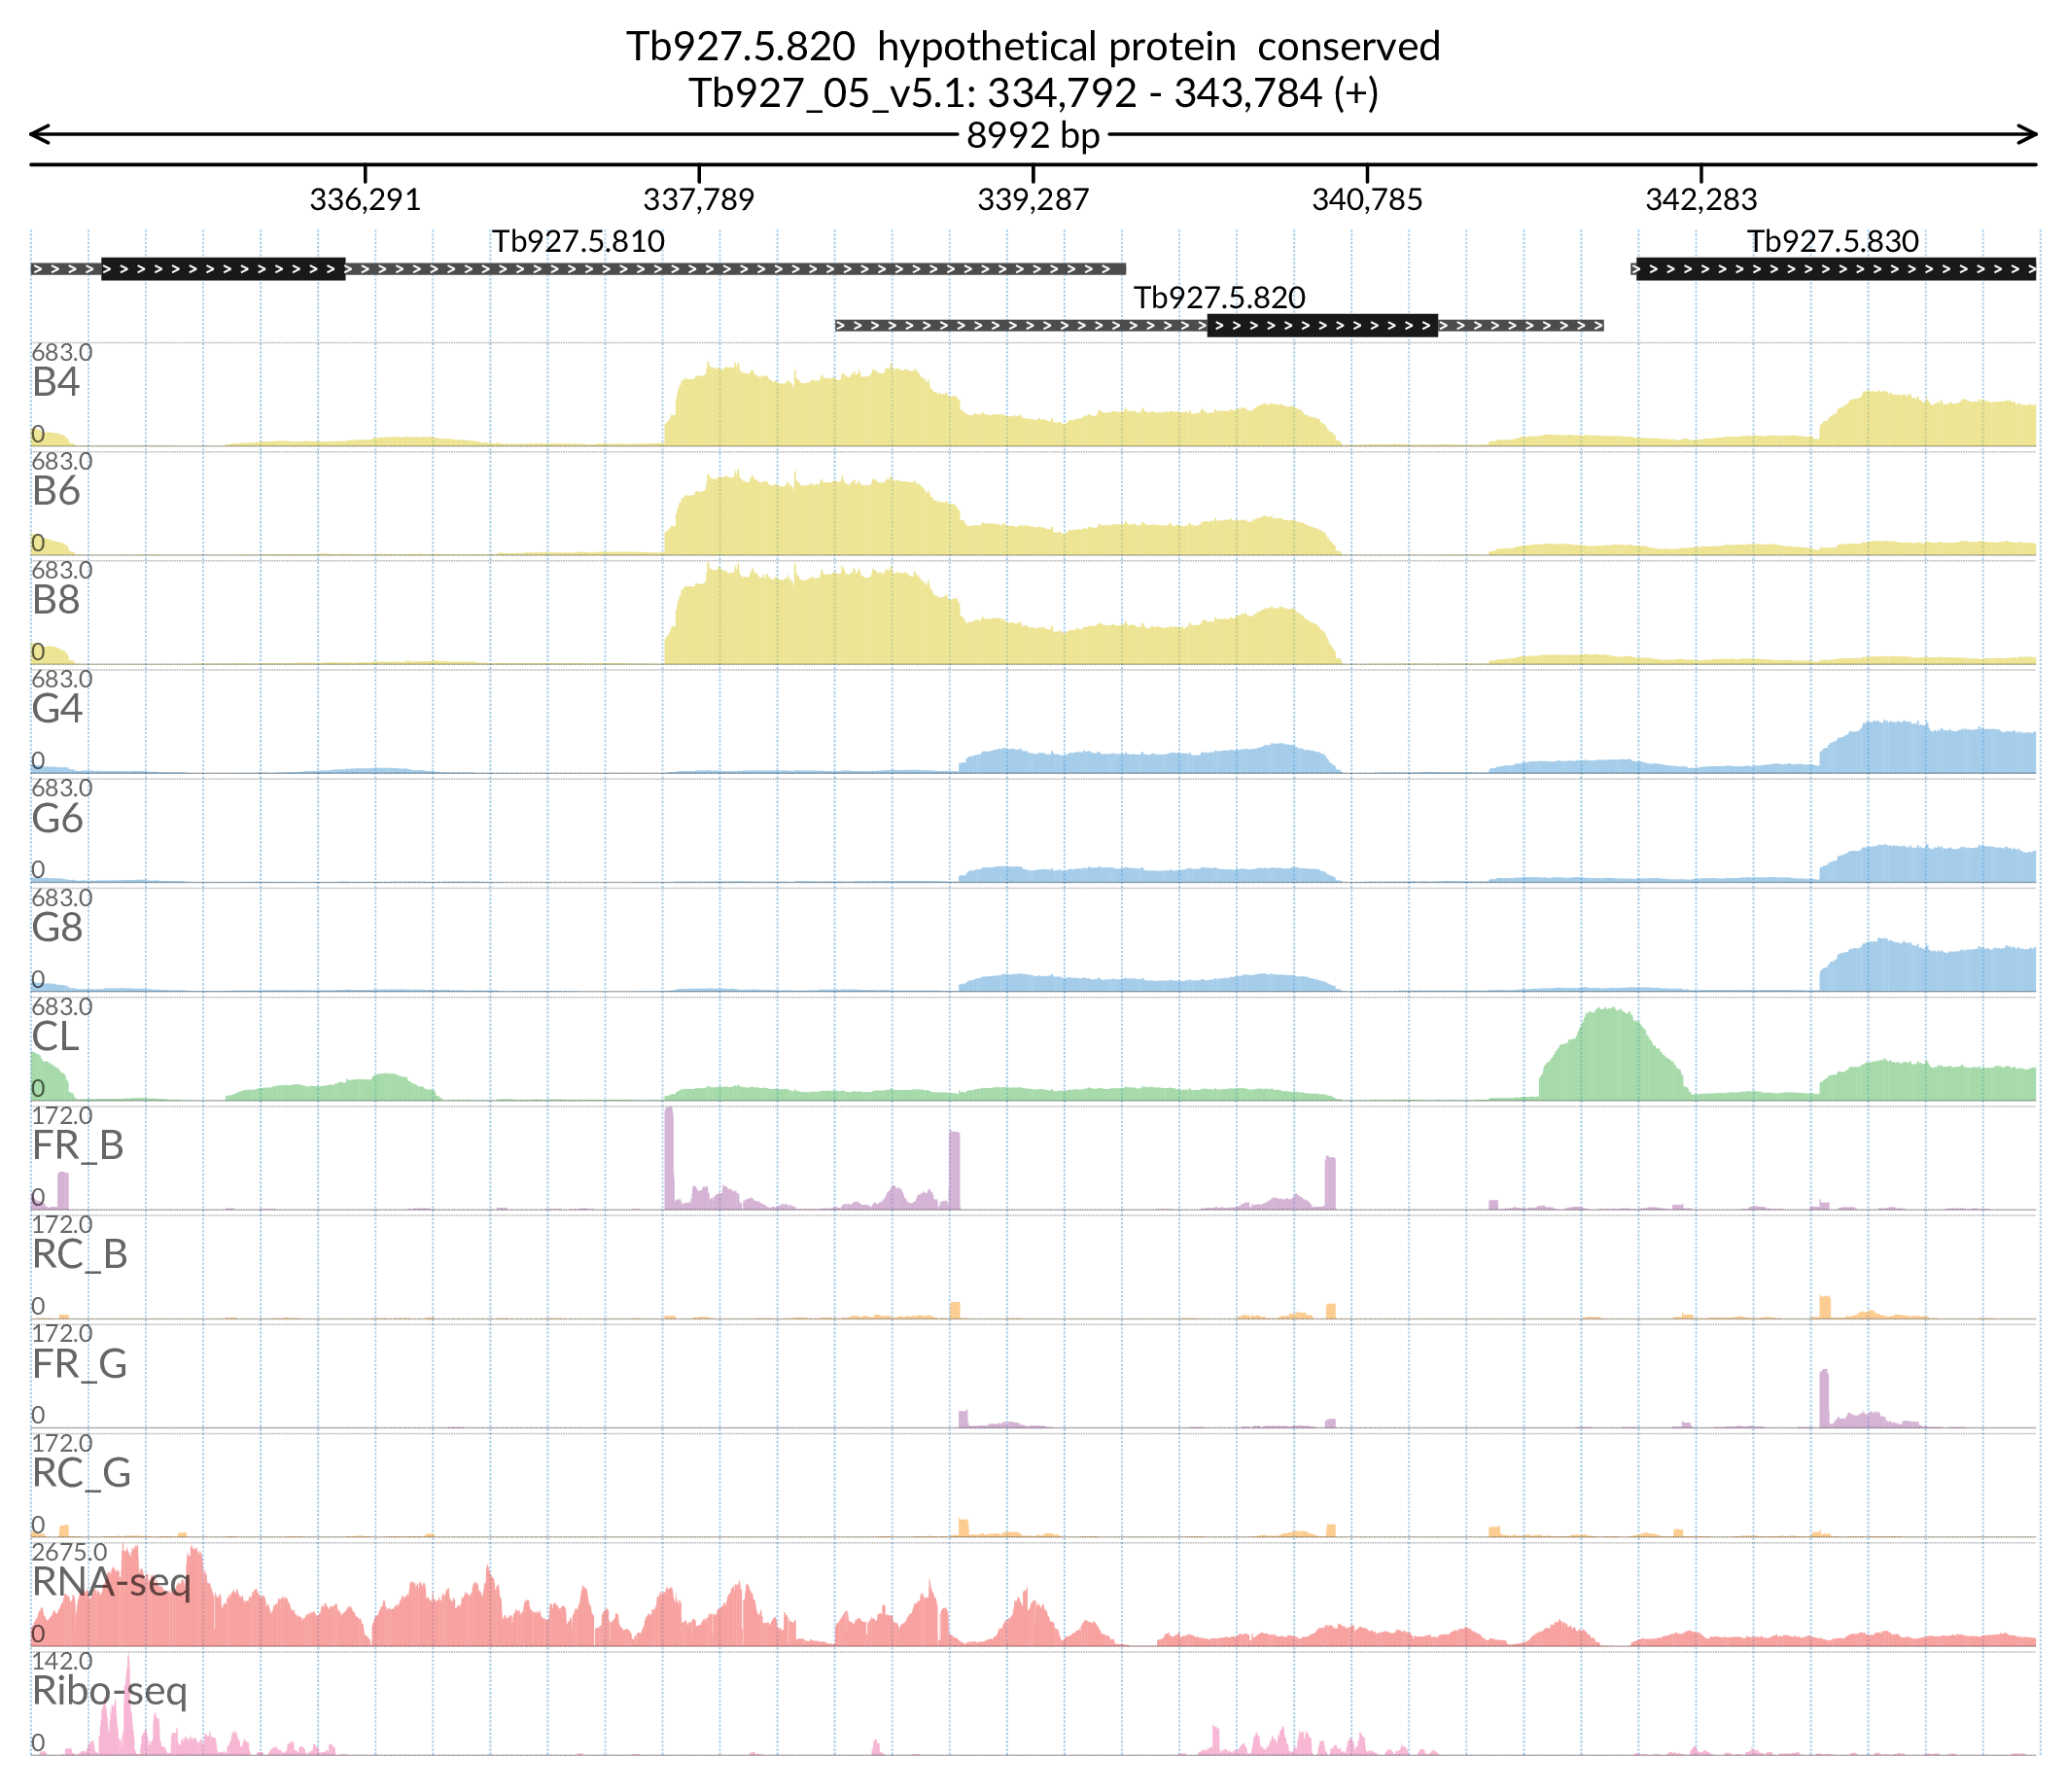 Tb927.5.820  hypothetical protein  conserved
Tb927_05_v5.1: 334,792 - 343,784 (+)
8992 bp
336,291 337,789 339,287 340,785 342,283
Tb927.5.810 Tb927.5.830
Tb927.5.820
683.0
B4
0
683.0
B6
0
683.0
B8
0
683.0
G4
0
683.0
G6
0
683.0
G8
0
683.0
CL
0
172.0
FR_B
0
172.0
RC_B
0
172.0
FR_G
0
172.0
RC_G
0
2675.0
RNA-seq
0
142.0
Ribo-seq
0